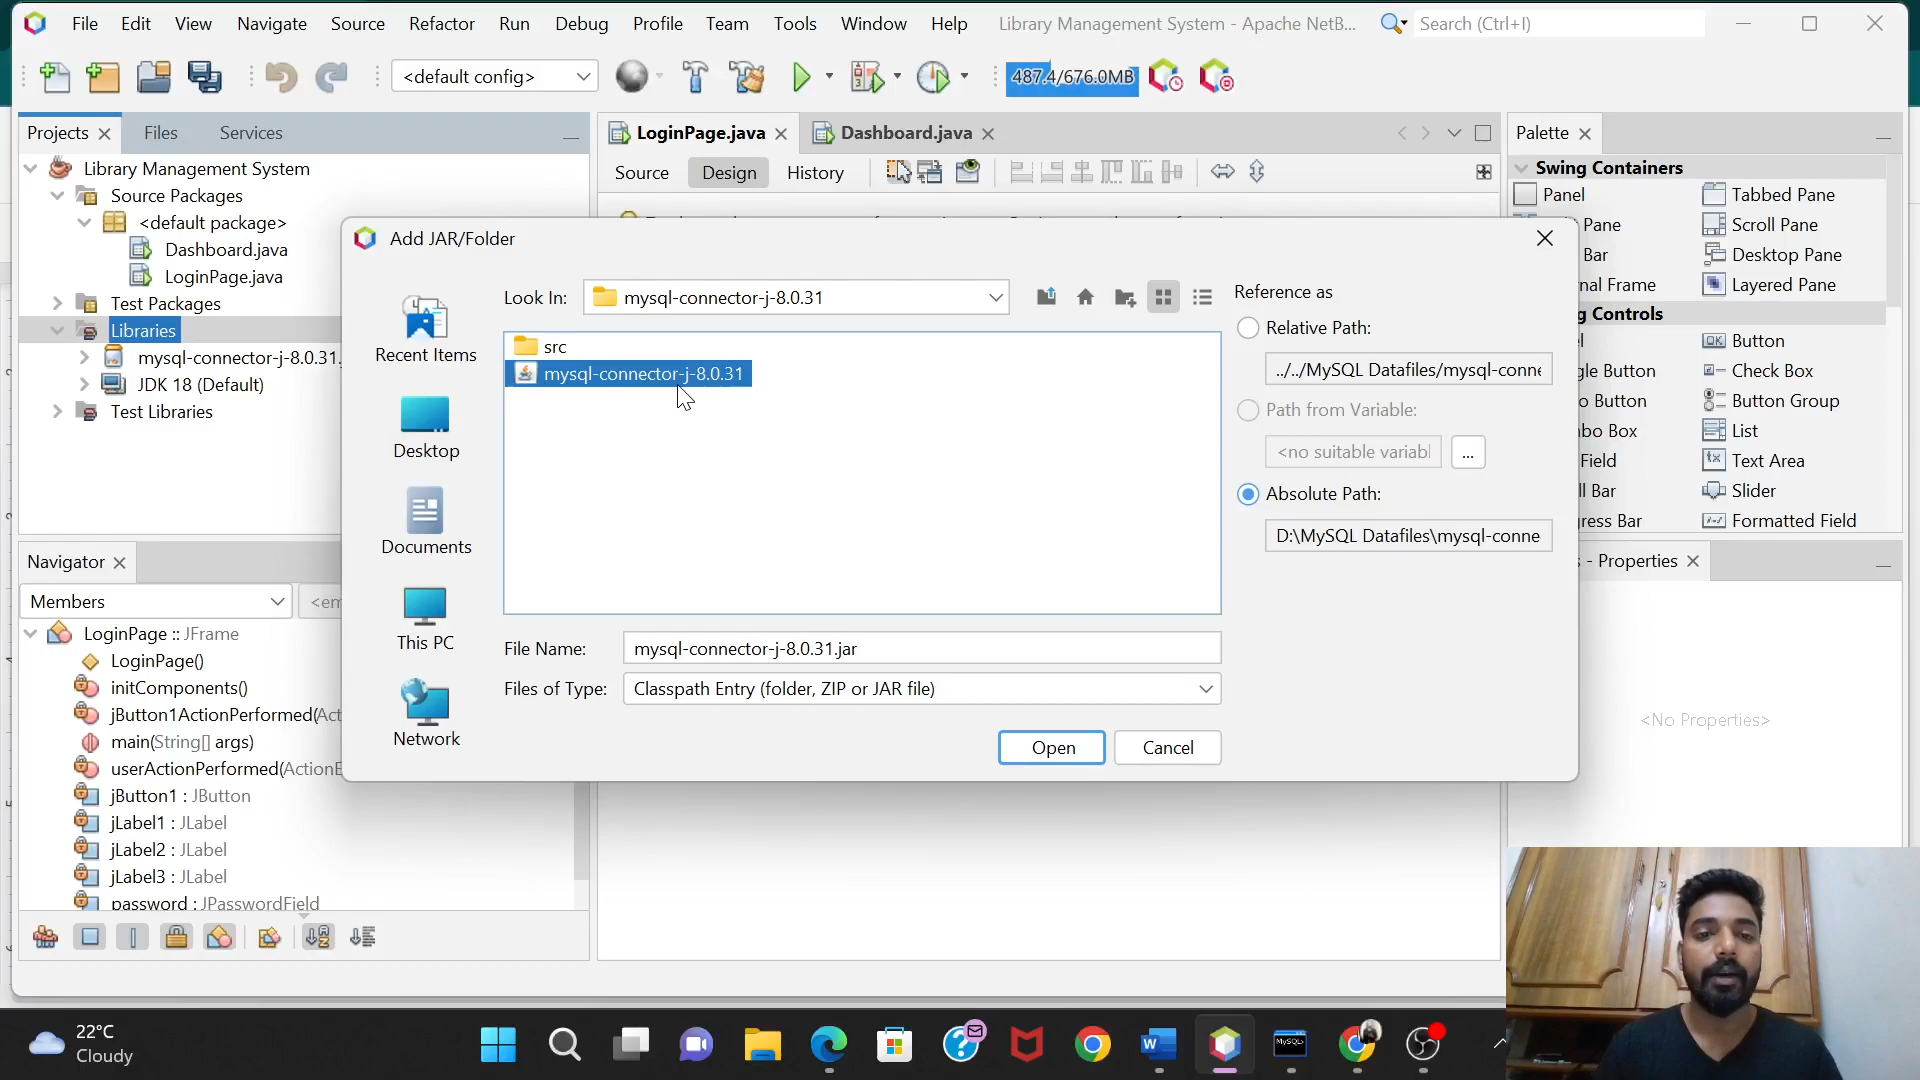 File Edit View Navigate Source Refactor Run Debug Profile Team Tools Window Help Library Management System - Apache NetB... Search (Ctrl+I)
<default config> 487.4/676.0MB
Projects Files Services
Library Management System
Source Packages
<default package>
Dashboard.java
LoginPage.java
Test Packages
Libraries
mysql-connector-j-8.0.31.
JDK 18 (Default)
Test Libraries
LoginPage.java Dashboard.java
Source Design History
Palette
Swing Containers
Panel Tabbed Pane
Pane Scroll Pane
Bar Desktop Pane
nal Frame Layered Pane
g Controls
Button
gle Button Check Box
o Button Button Group
bo Box List
Field Text Area
ll Bar Slider
ress Bar Formatted Field
- Properties
<No Properties>
Add JAR/Folder
Look In: mysql-connector-j-8.0.31
Recent Items
Desktop
Documents
This PC
Network
src
mysql-connector-j-8.0.31
File Name: mysql-connector-j-8.0.31.jar
Files of Type: Classpath Entry (folder, ZIP or JAR file)
Open Cancel
Reference as
Relative Path:
../../MySQL Datafiles/mysql-conne
Path from Variable:
<no suitable variabl ...
Absolute Path:
D:\MySQL Datafiles\mysql-conne
Navigator
Members <em
LoginPage :: JFrame
LoginPage()
initComponents()
jButton1ActionPerformed(Act
main(String[] args)
userActionPerformed(ActionE
jButton1 : JButton
jLabel1 : JLabel
jLabel2 : JLabel
jLabel3 : JLabel
password : JPasswordField
22°C
Cloudy